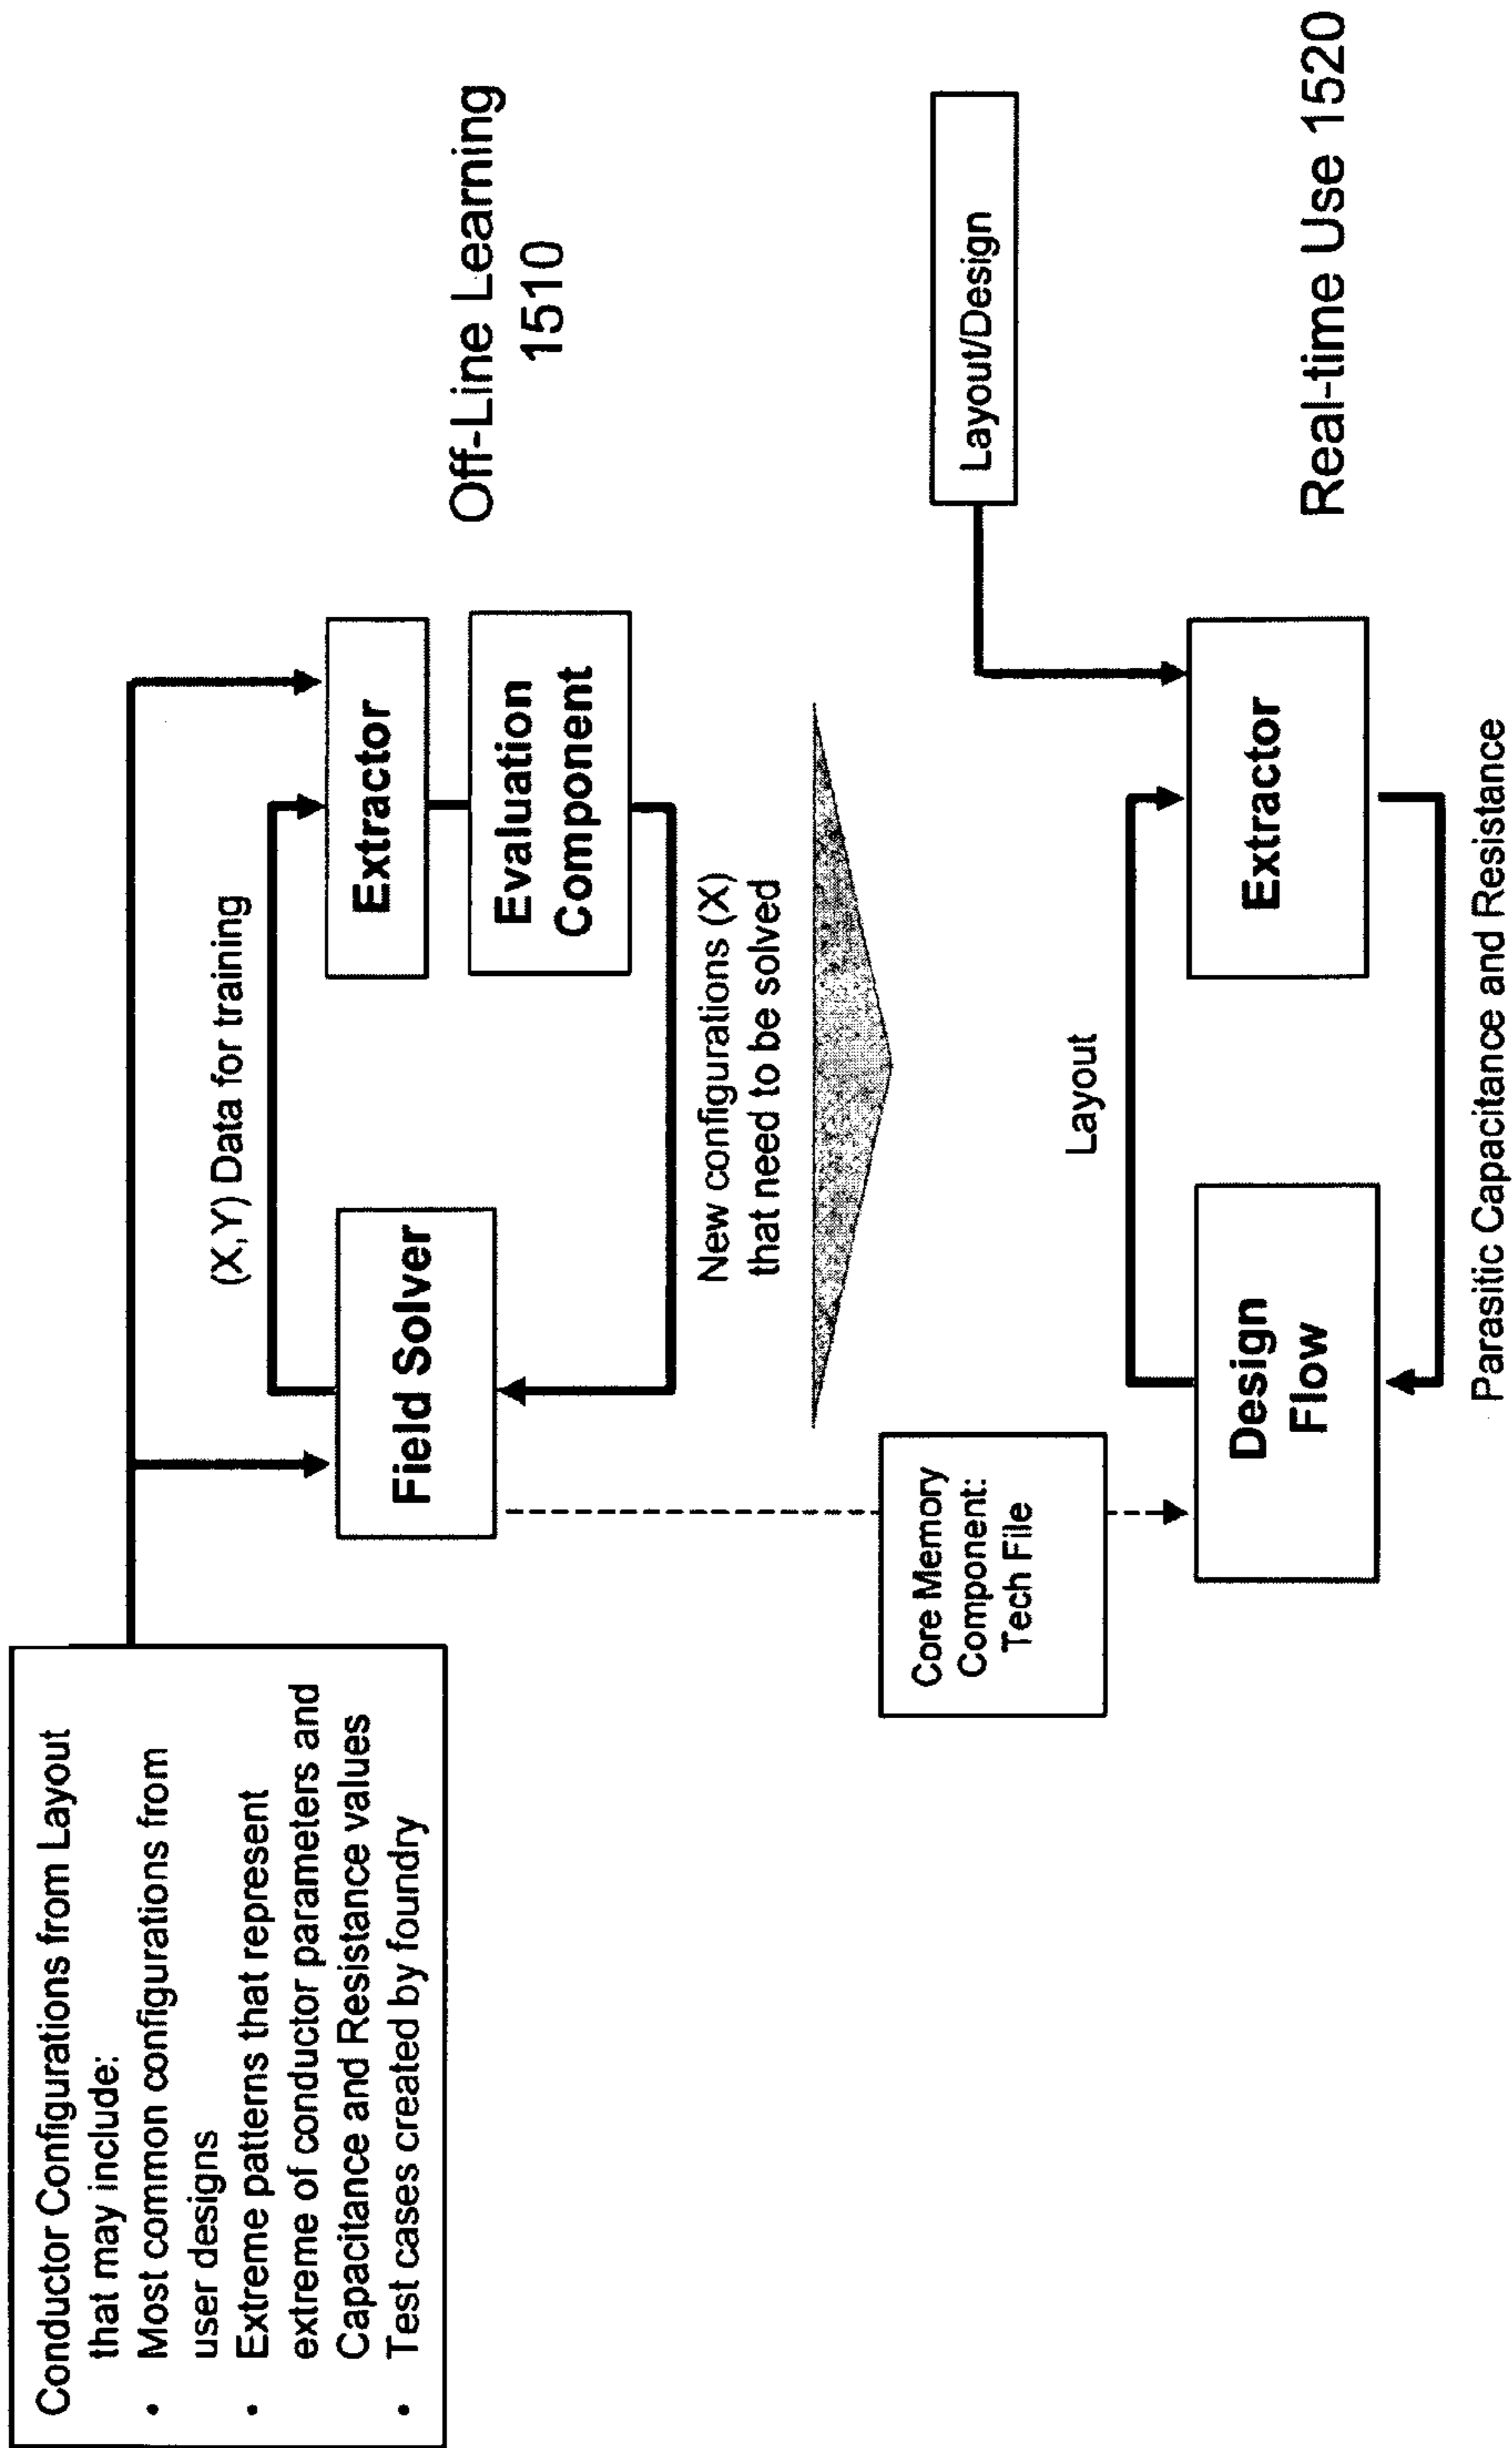 Conductor Configurations from Layout
that may include:
• Most common configurations from
user designs
• Extreme patterns that represent
extreme of conductor parameters and
Capacitance and Resistance values
• Test cases created by foundry
(X,Y) Data for training
Field Solver
Extractor
Evaluation
Component
New configurations (X)
that need to be solved
Off-Line Learning
1510
Core Memory
Component:
Tech File
Layout/Design
Layout
Design
Flow
Extractor
Parasitic Capacitance and Resistance
Real-time Use 1520